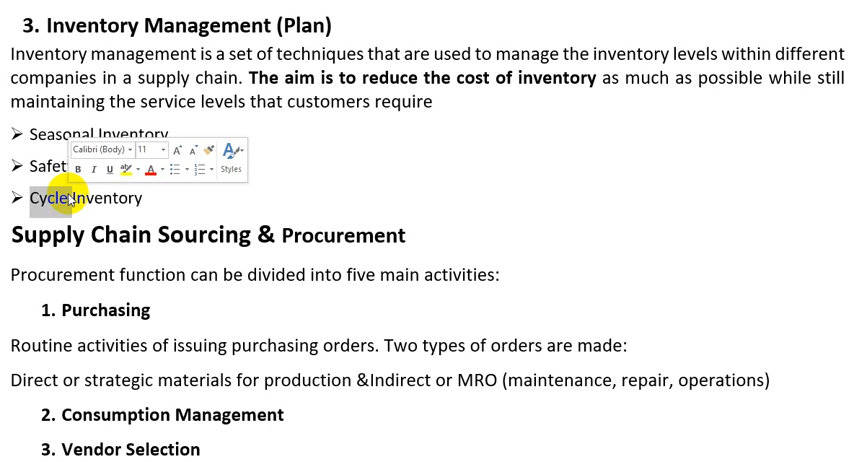 3. Inventory Management (Plan)
Inventory management is a set of techniques that are used to manage the inventory levels within different
companies in a supply chain. The aim is to reduce the cost of inventory as much as possible while still
maintaining the service levels that customers require
➢ Seasonal Inventory
Calibri (Body) 11 A A A
➢ Safet B I U ab A Styles
➢ Cycle Inventory
Supply Chain Sourcing & Procurement
Procurement function can be divided into five main activities:
1. Purchasing
Routine activities of issuing purchasing orders. Two types of orders are made:
Direct or strategic materials for production &Indirect or MRO (maintenance, repair, operations)
2. Consumption Management
3. Vendor Selection